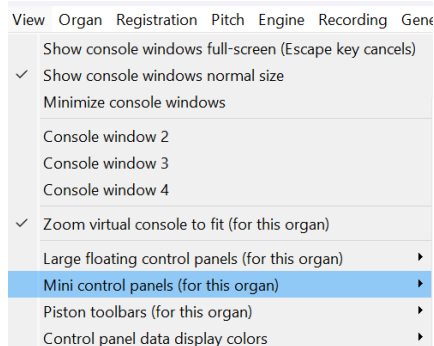 View Organ Registration Pitch Engine Recording Gene
Show console windows full-screen (Escape key cancels)
Show console windows normal size
Minimize console windows
Console window 2
Console window 3
Console window 4
Zoom virtual console to fit (for this organ)
Large floating control panels (for this organ)
Mini control panels (for this organ)
Piston toolbars (for this organ)
Control panel data display colors